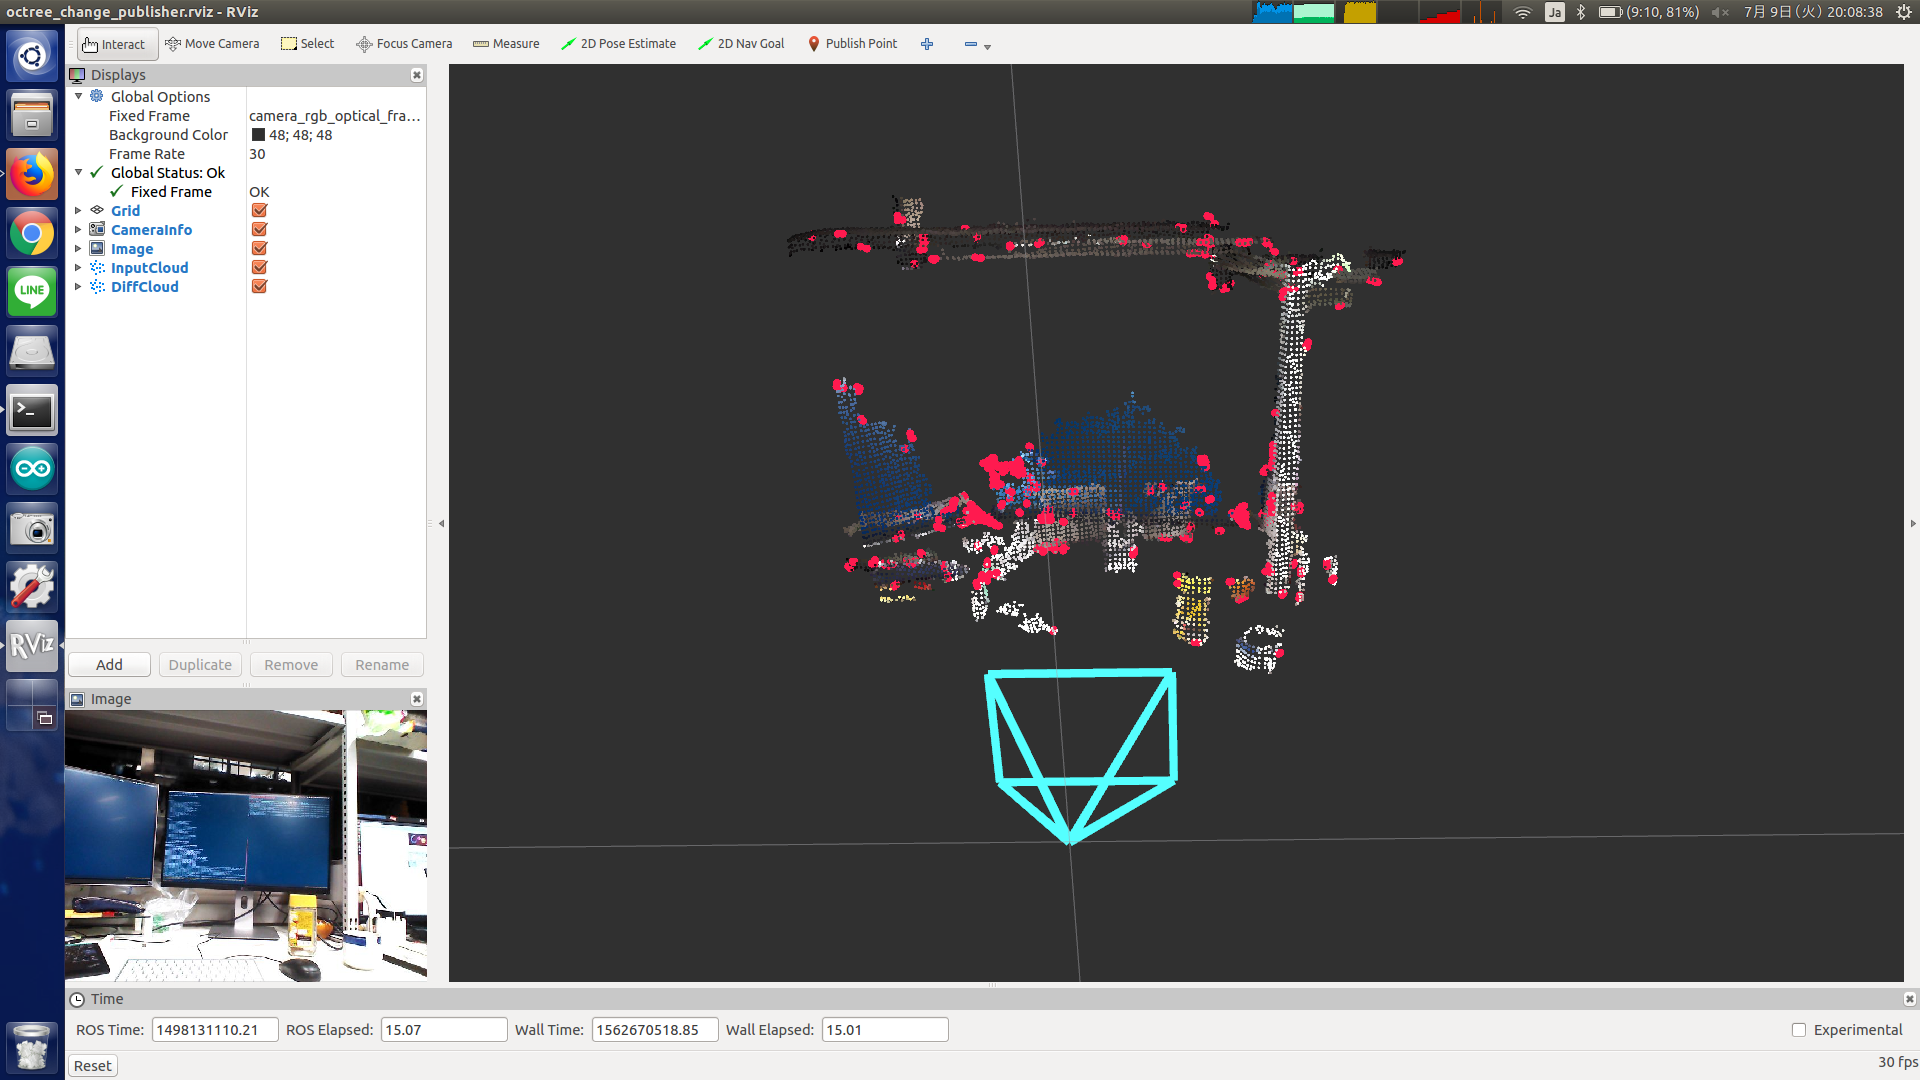 octree_change_publisher.rviz - RViz
Ja
(9:10, 81%)
7月 9日(火) 20:08:38
Interact
Move Camera
Select
Focus Camera
Measure
2D Pose Estimate
2D Nav Goal
Publish Point
Displays
Global Options
Fixed Frame camera_rgb_optical_fra...
Background Color 48; 48; 48
Frame Rate 30
Global Status: Ok
Fixed Frame OK
Grid
CameraInfo
Image
InputCloud
DiffCloud
LINE
RViz
Add
Duplicate
Remove
Rename
Image
Time
ROS Time: 1498131110.21
ROS Elapsed: 15.07
Wall Time: 1562670518.85
Wall Elapsed: 15.01
Experimental
Reset
30 fps